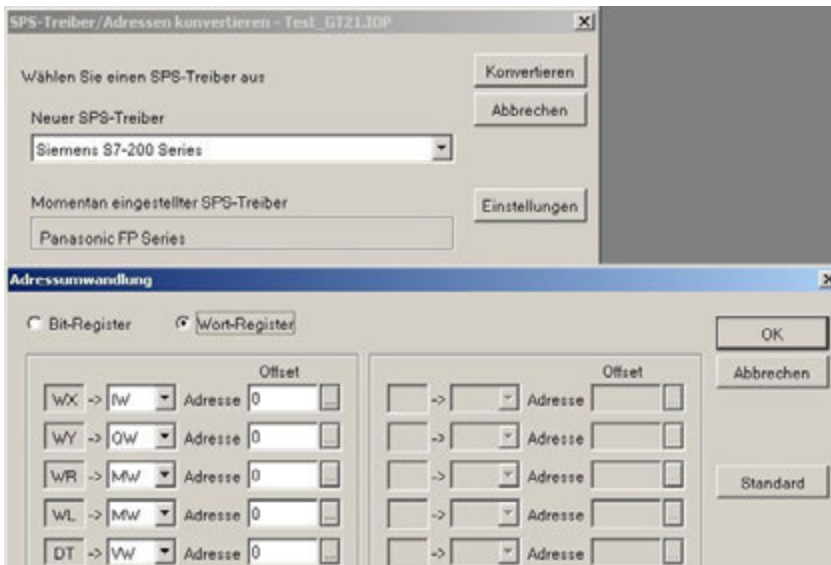 SPS-Treiber/Adressen konvertieren - Test_GT21.IOP
Wählen Sie einen SPS-Treiber aus
Konvertieren
Abbrechen
Neuer SPS-Treiber
Siemens S7-200 Series
Momentan eingestellter SPS-Treiber
Einstellungen
Panasonic FP Series
Adressumwandlung
Bit-Register Wort-Register
OK
Offset Offset
Abbrechen
WX -> IW Adresse 0 ... -> Adresse ...
WY -> QW Adresse 0 ... -> Adresse ...
WR -> MW Adresse 0 ... -> Adresse ...
Standard
WL -> MW Adresse 0 ... -> Adresse ...
DT -> VW Adresse 0 ... -> Adresse ...